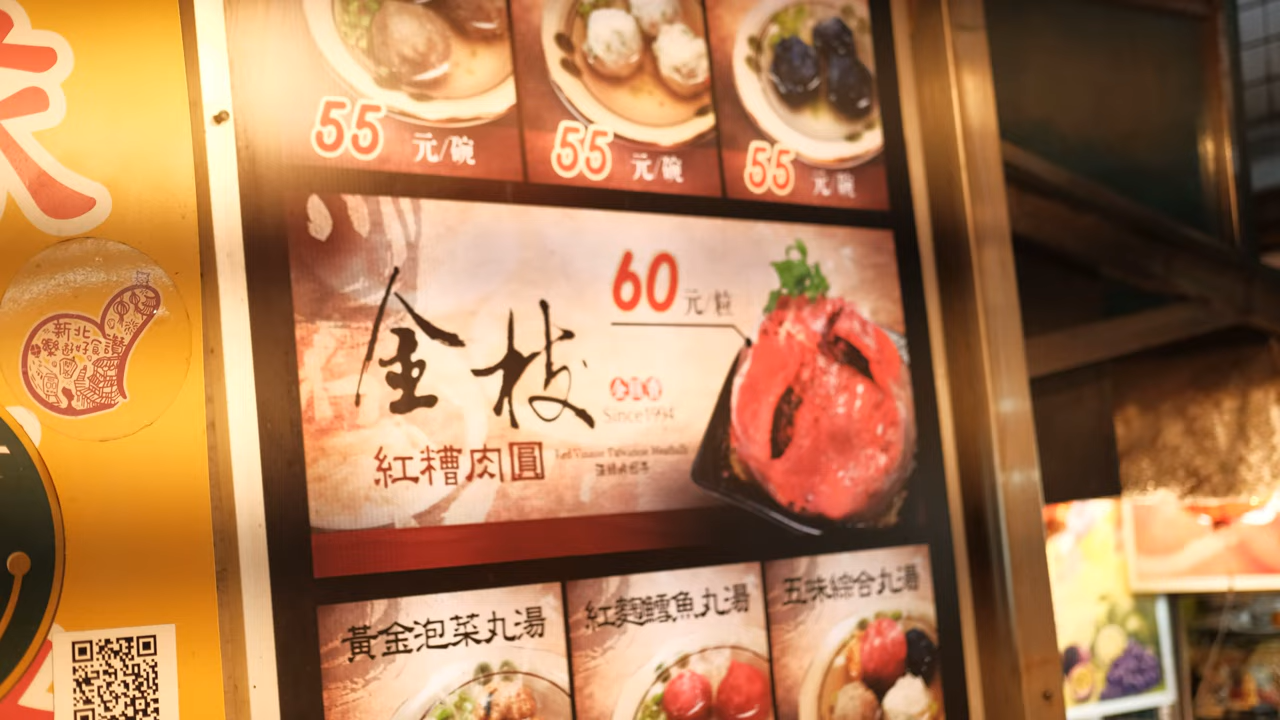 55 元/碗
55 元/碗
55 元/碗
新北
60 元/粒
金枝
Since1994
紅糟肉圓
黃金泡菜丸湯
紅麴鱈魚丸湯
五味綜合丸湯